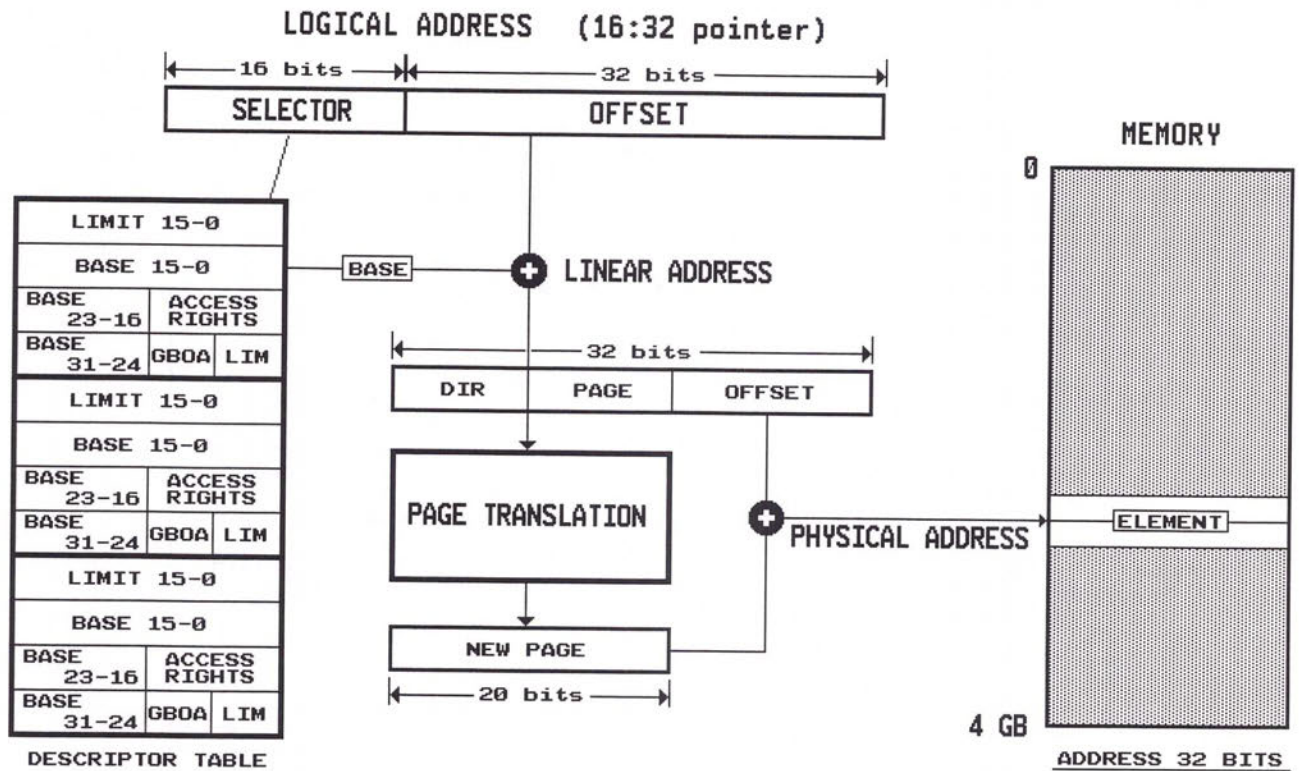 LOGICAL ADDRESS (16:32 pointer)
16 bits
32 bits
SELECTOR
OFFSET
MEMORY
0
LIMIT 15-0
BASE 15-0
BASE
LINEAR ADDRESS
BASE
23-16
ACCESS
RIGHTS
BASE
31-24
GBOA
LIM
32 bits
DIR
PAGE
OFFSET
LIMIT 15-0
BASE 15-0
BASE
23-16
ACCESS
RIGHTS
BASE
31-24
GBOA
LIM
PAGE TRANSLATION
PHYSICAL ADDRESS
ELEMENT
LIMIT 15-0
BASE 15-0
BASE
23-16
ACCESS
RIGHTS
BASE
31-24
GBOA
LIM
NEW PAGE
20 bits
4 GB
DESCRIPTOR TABLE
ADDRESS 32 BITS